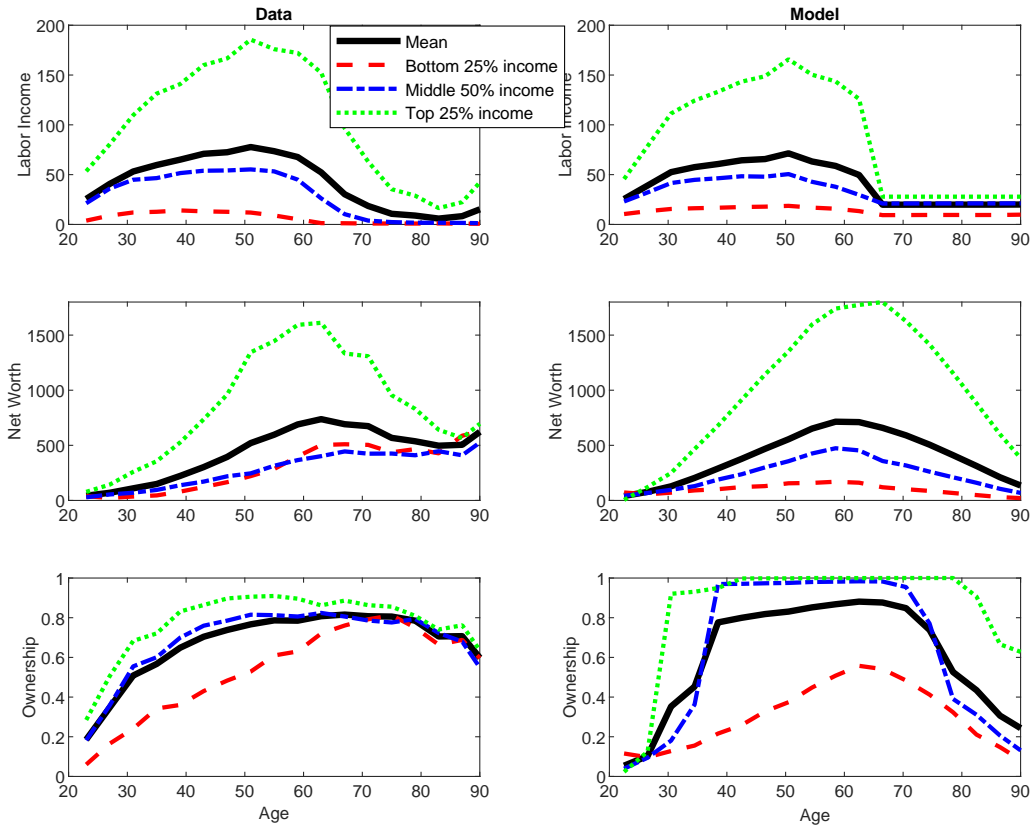 Data
Model
Mean
Bottom 25% income
Middle 50% income
Top 25% income
Labor Income
200
150
100
50
0
20 30 40 50 60 70 80 90
Labor Income
200
150
100
50
0
20 30 40 50 60 70 80 90
Net Worth
1500
1000
500
0
20 30 40 50 60 70 80 90
Net Worth
1500
1000
500
0
20 30 40 50 60 70 80 90
Ownership
1
0.8
0.6
0.4
0.2
0
20 30 40 50 60 70 80 90
Age
Ownership
1
0.8
0.6
0.4
0.2
0
20 30 40 50 60 70 80 90
Age